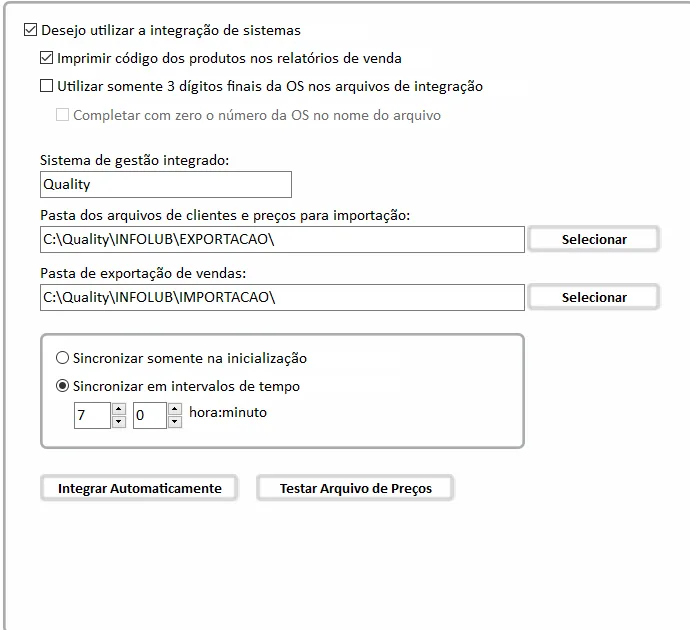 Desejo utilizar a integração de sistemas
Imprimir código dos produtos nos relatórios de venda
Utilizar somente 3 dígitos finais da OS nos arquivos de integração
Completar com zero o número da OS no nome do arquivo
Sistema de gestão integrado:
Quality
Pasta dos arquivos de clientes e preços para importação:
C:\Quality\INFOLUB\EXPORTACAO\ Selecionar
Pasta de exportação de vendas:
C:\Quality\INFOLUB\IMPORTACAO\ Selecionar
Sincronizar somente na inicialização
Sincronizar em intervalos de tempo
7 0 hora:minuto
Integrar Automaticamente Testar Arquivo de Preços